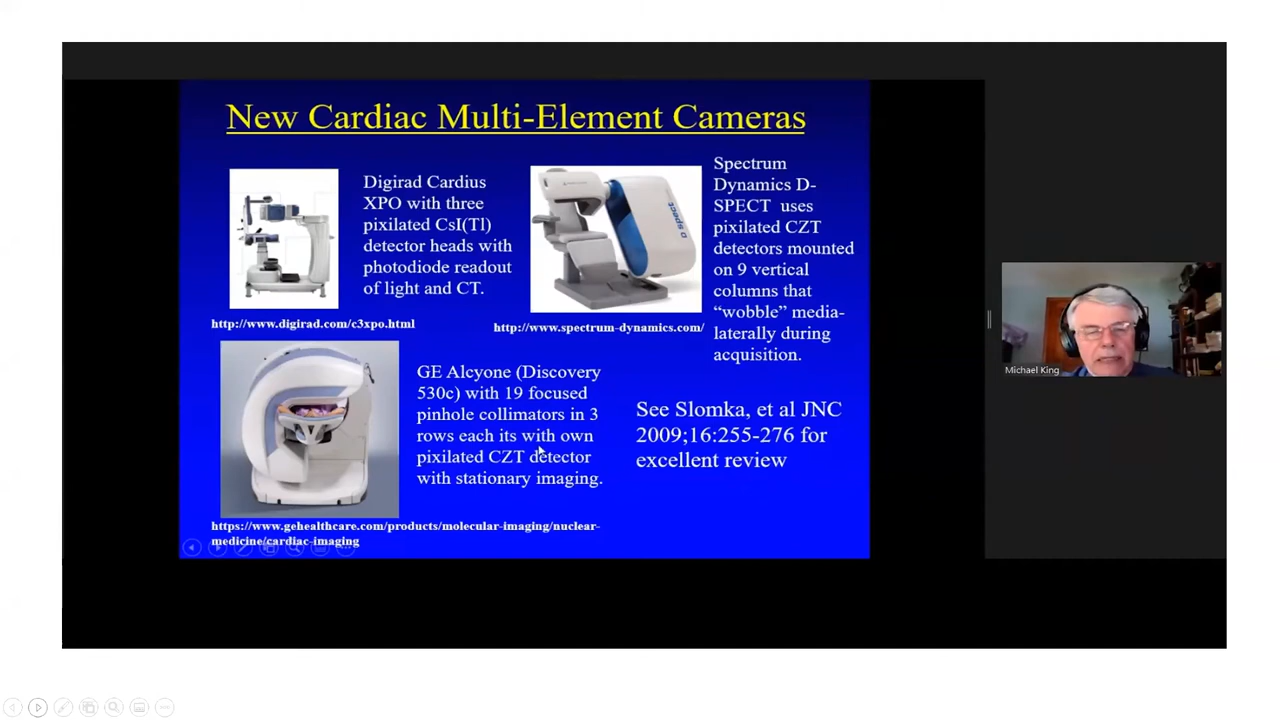 New Cardiac Multi-Element Cameras
Digirad Cardius
XPO with three
pixilated CsI(Tl)
detector heads with
photodiode readout
of light and CT.
http://www.digirad.com/c3xpo.html
D spect
http://www.spectrum-dynamics.com/
Spectrum
Dynamics D-
SPECT uses
pixilated CZT
detectors mounted
on 9 vertical
columns that
“wobble” media-
laterally during
acquisition.
GE Alcyone (Discovery
530c) with 19 focused
pinhole collimators in 3
rows each its with own
pixilated CZT detector
with stationary imaging.
https://www.gehealthcare.com/products/molecular-imaging/nuclear-
medicine/cardiac-imaging
See Slomka, et al JNC
2009;16:255-276 for
excellent review
Michael King